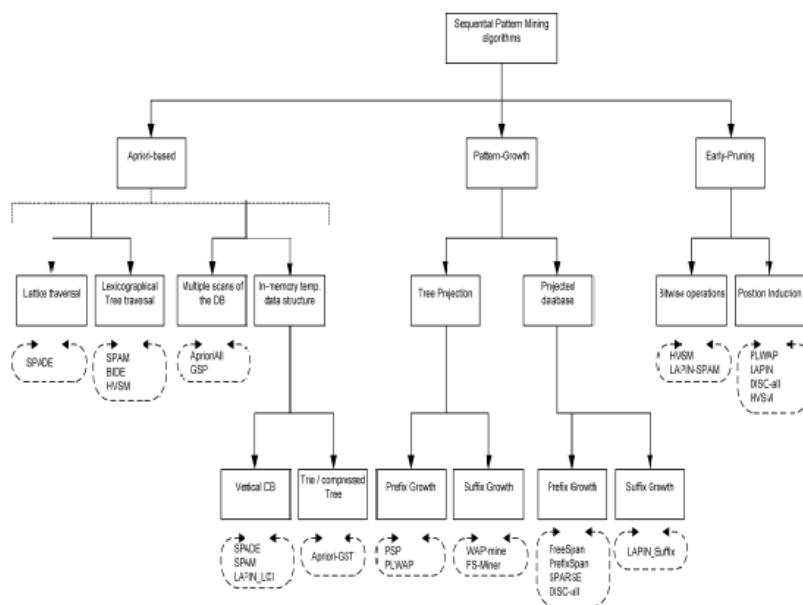 Sequential Pattern Mining
algorithms
Apriori-based
Pattern-Growth
Early-Pruning
Lattice traversal
Lexicographical
Tree traversal
Multiple scans of
the DB
In-memory temp.
data structure
Tree Projection
Projected
database
Bitwise operations
Postion Induction
SPADE
SPAM
BIDE
HVSM
AprioriAll
GSP
HVSM
LAPIN-SPAM
PLWAP
LAPIN
DISC-all
HVSM
Vertical DB
Trie / compressed
Tree
Prefix Growth
Suffix Growth
Prefix Growth
Suffix Growth
SPADE
SPAM
LAPIN_LCI
Apriori-GST
PSP
PLWAP
WAP-mine
FS-Miner
FreeSpan
PrefixSpan
SPARSE
DISC-all
LAPIN_Suffix